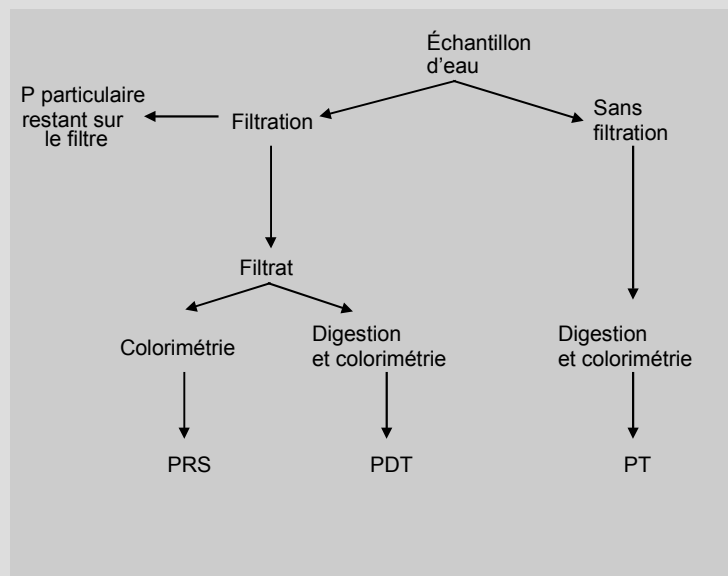 Échantillon
d'eau
P particulaire
restant sur
le filtre
Filtration
Sans
filtration
Filtrat
Colorimétrie
Digestion
et colorimétrie
Digestion
et colorimétrie
PRS
PDT
PT